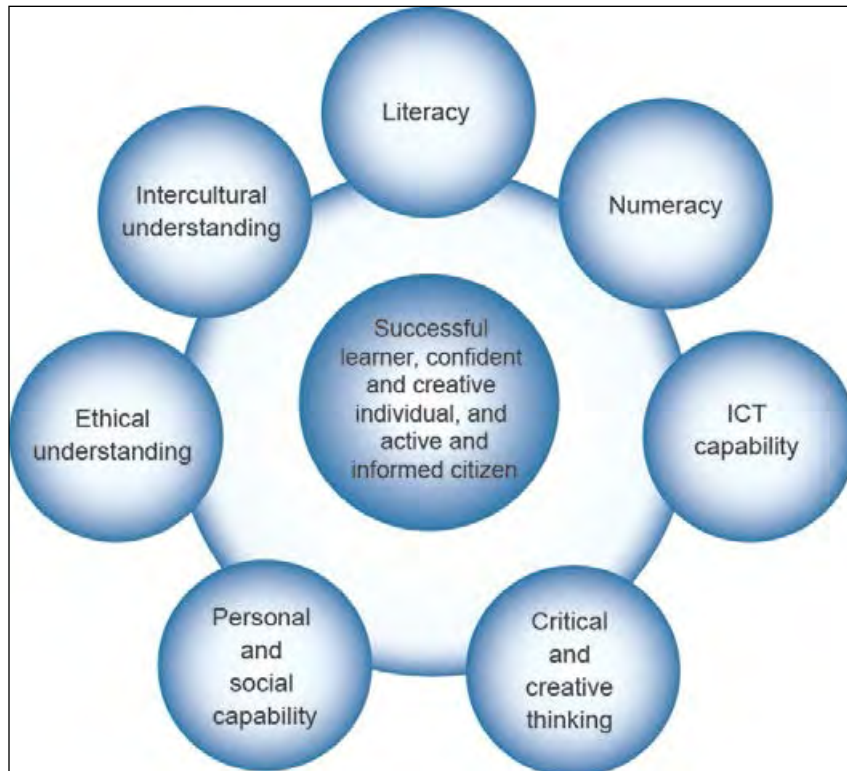 Literacy
Numeracy
ICT
capability
Critical
and
creative
thinking
Personal
and
social
capability
Ethical
understanding
Intercultural
understanding
Successful
learner, confident
and creative
individual, and
active and
informed citizen